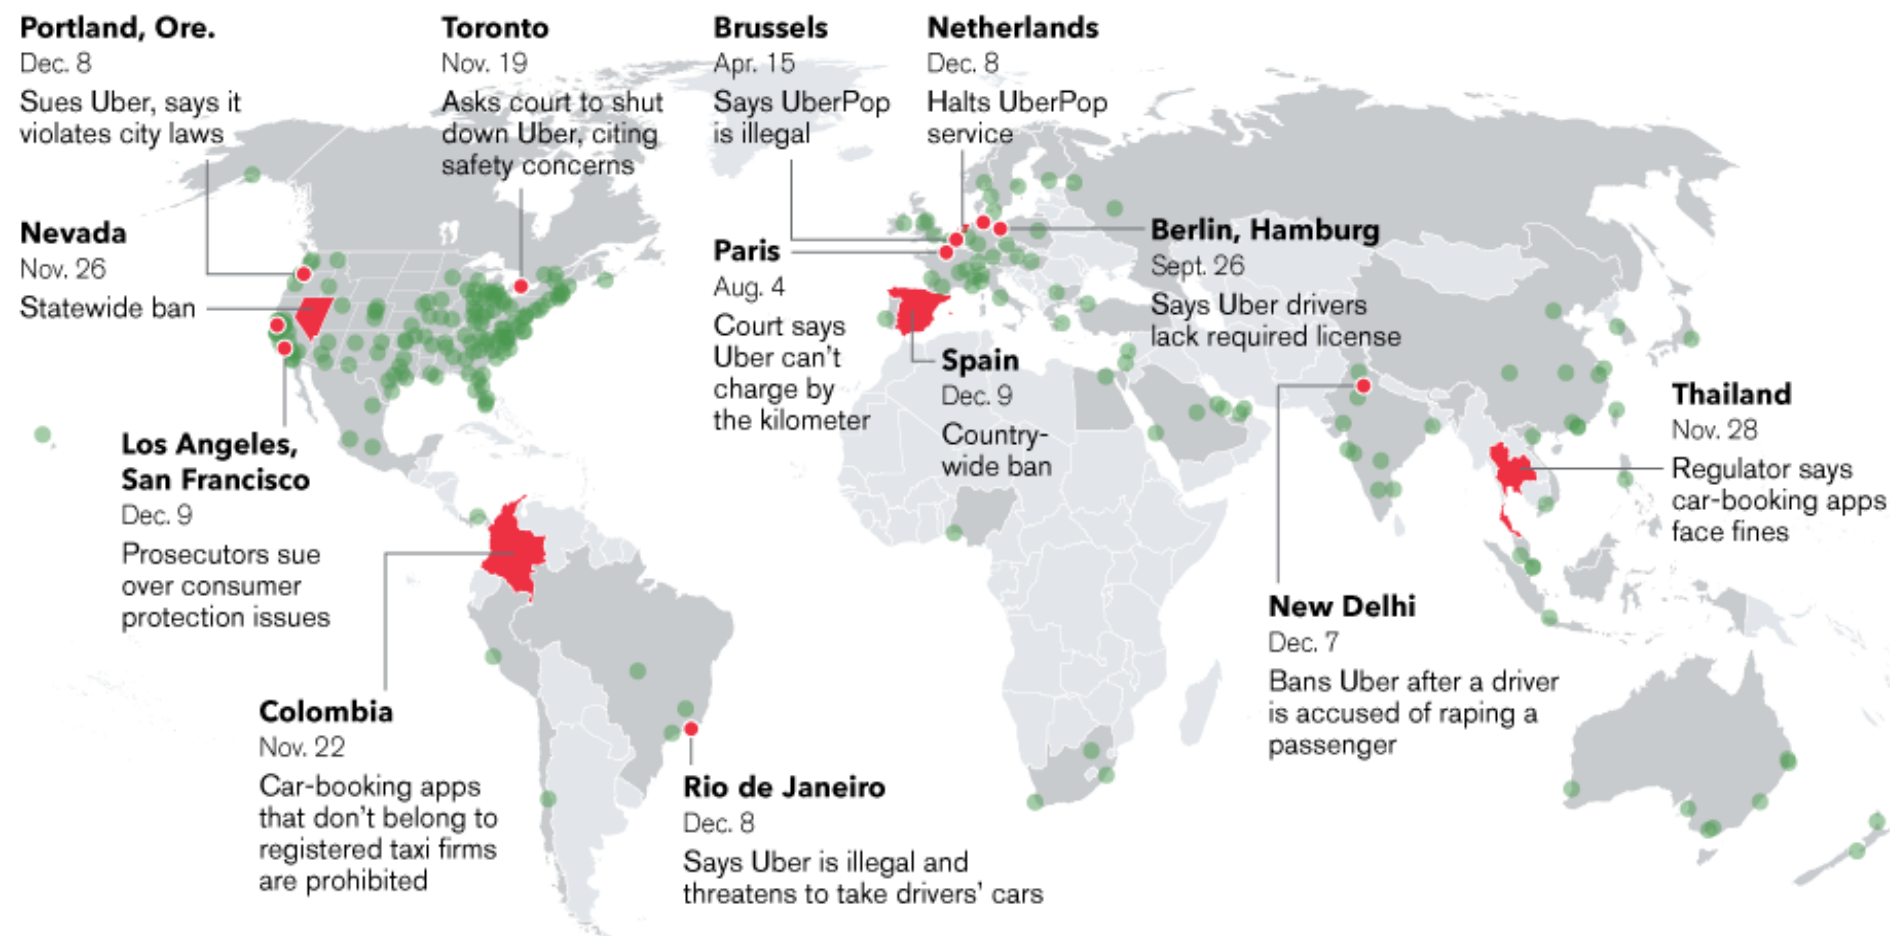 Portland, Ore.
Dec. 8
Sues Uber, says it
violates city laws
Toronto
Nov. 19
Asks court to shut
down Uber, citing
safety concerns
Brussels
Apr. 15
Says UberPop
is illegal
Netherlands
Dec. 8
Halts UberPop
service
Nevada
Nov. 26
Statewide ban
Paris
Aug. 4
Court says
Uber can't
charge by
the kilometer
Berlin, Hamburg
Sept. 26
Says Uber drivers
lack required license
Spain
Dec. 9
Country-
wide ban
Thailand
Nov. 28
Regulator says
car-booking apps
face fines
Los Angeles,
San Francisco
Dec. 9
Prosecutors sue
over consumer
protection issues
New Delhi
Dec. 7
Bans Uber after a driver
is accused of raping a
passenger
Colombia
Nov. 22
Car-booking apps
that don't belong to
registered taxi firms
are prohibited
Rio de Janeiro
Dec. 8
Says Uber is illegal and
threatens to take drivers' cars